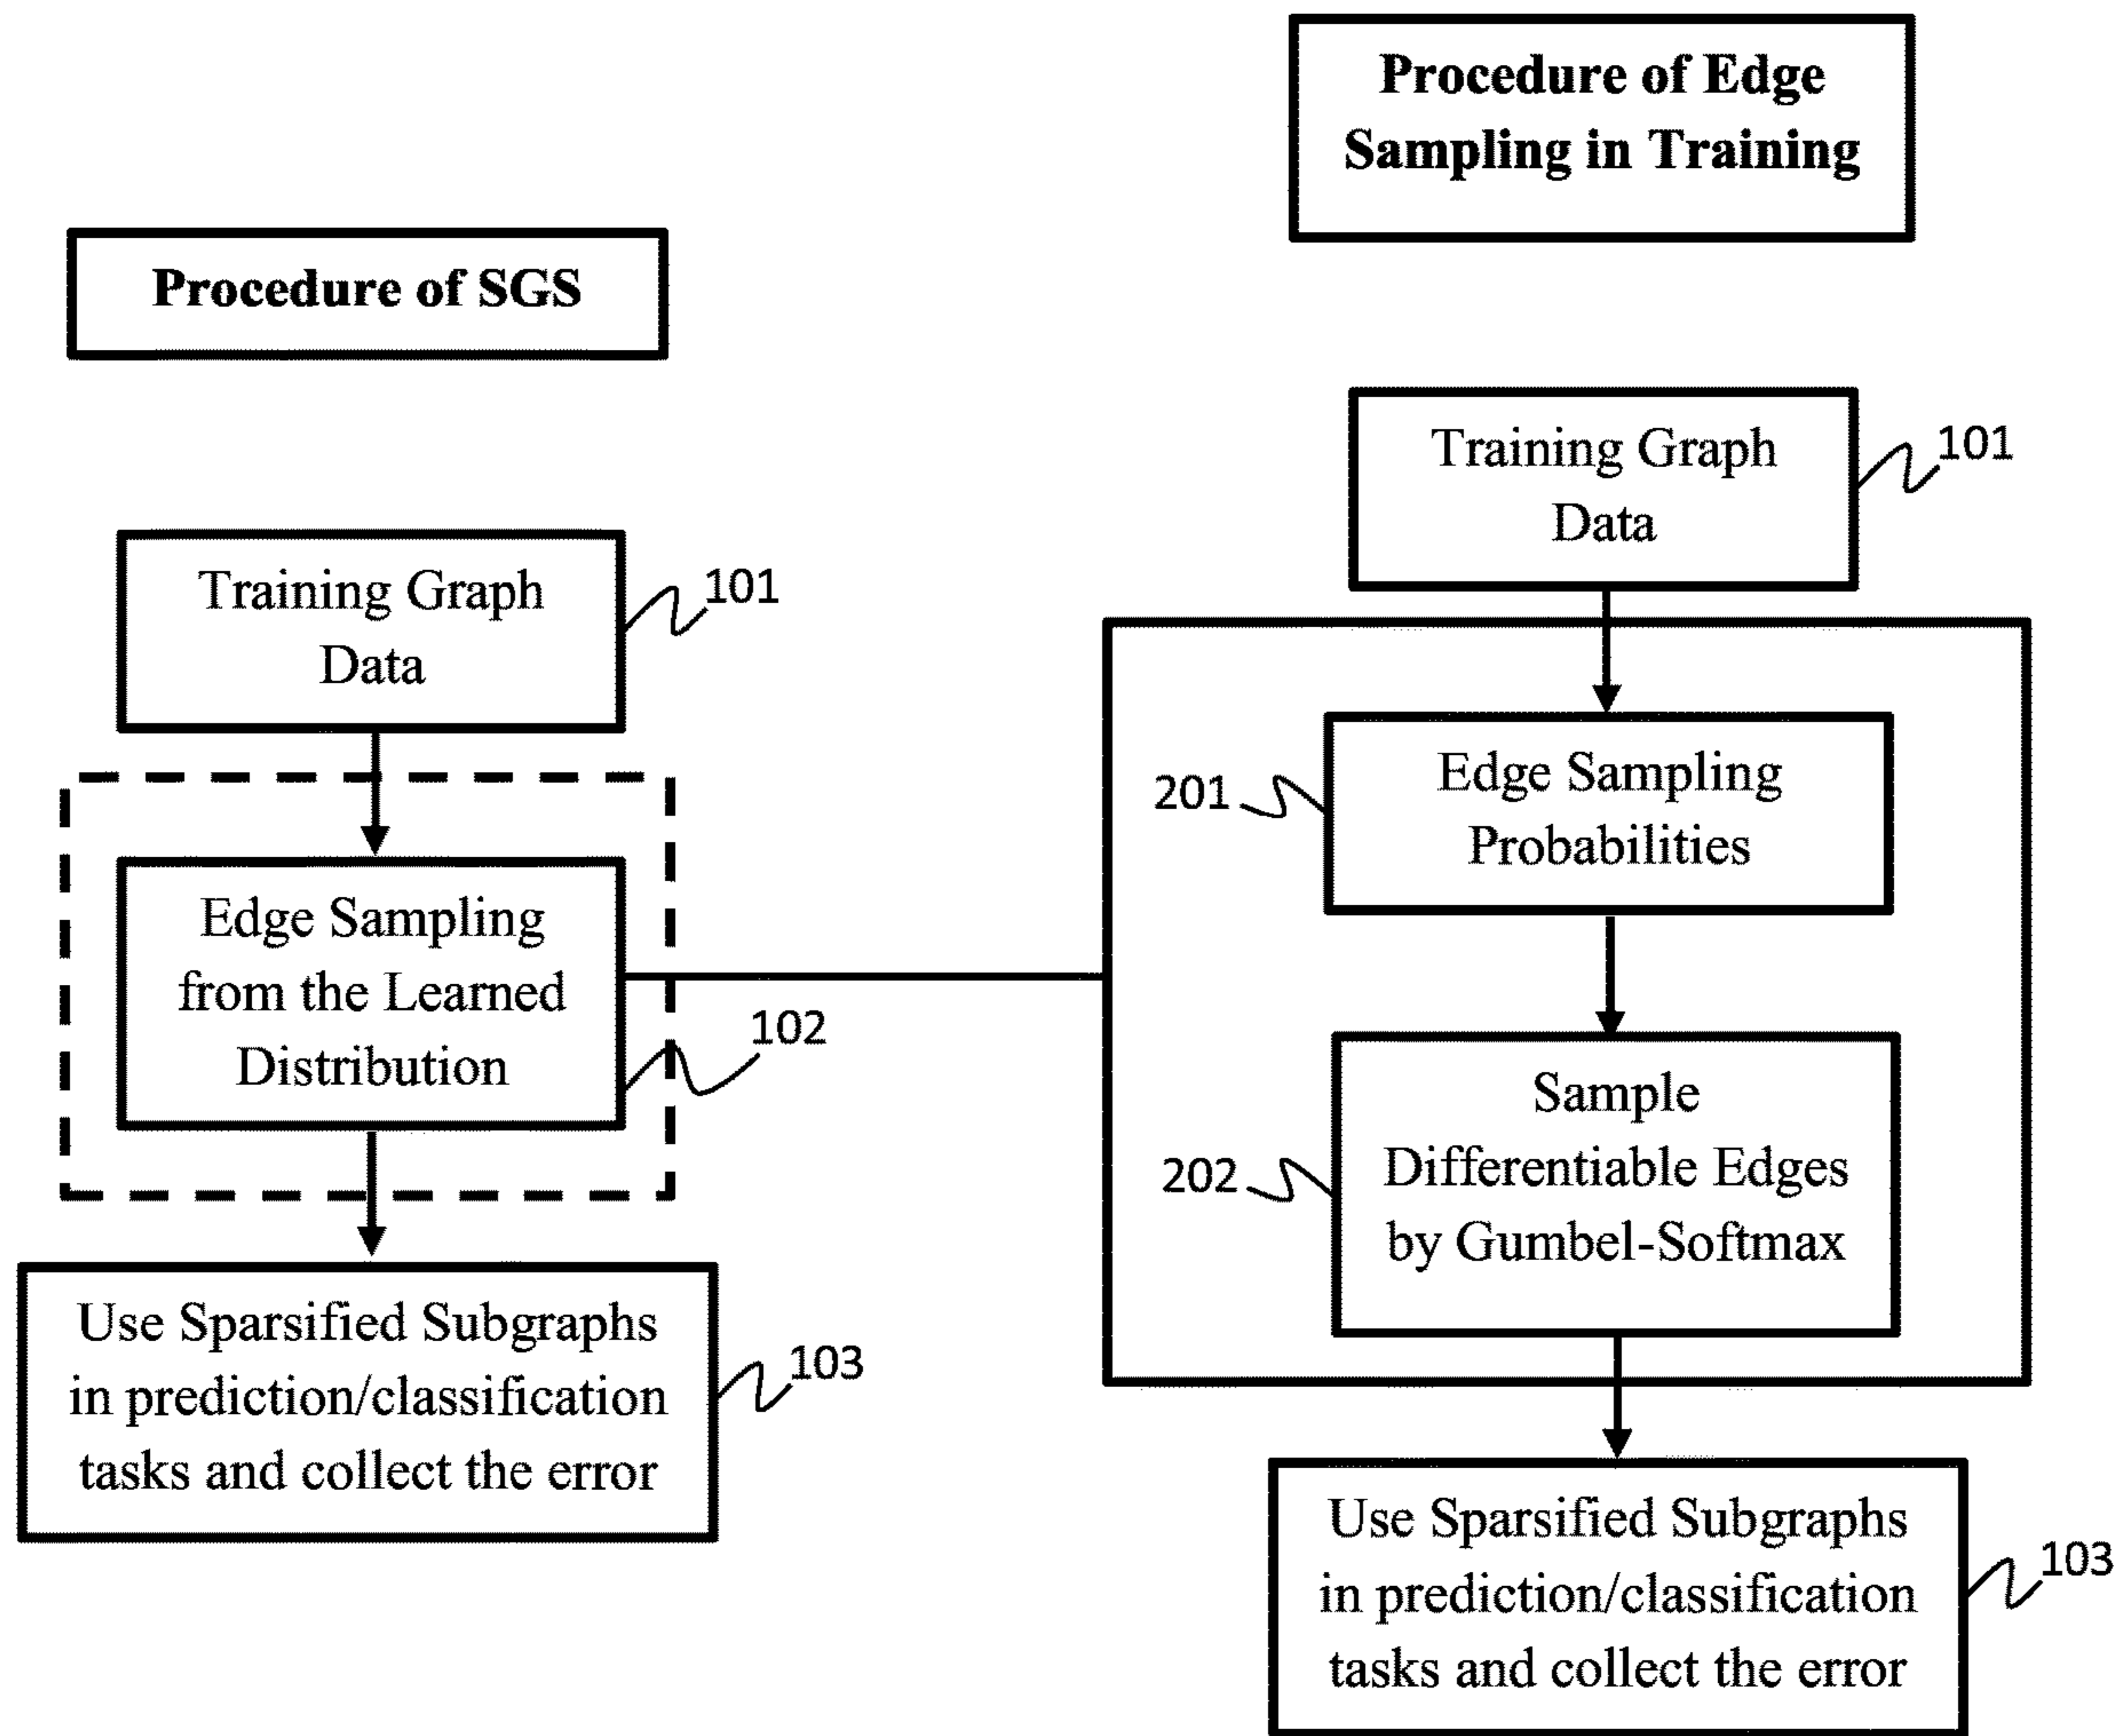 Procedure of SGS
Training Graph
Data
101
Edge Sampling
from the Learned
Distribution
102
Use Sparsified Subgraphs
in prediction/classification
tasks and collect the error
103
Procedure of Edge
Sampling in Training
Training Graph
Data
101
Edge Sampling
Probabilities
201
Sample
Differentiable Edges
by Gumbel-Softmax
202
Use Sparsified Subgraphs
in prediction/classification
tasks and collect the error
103